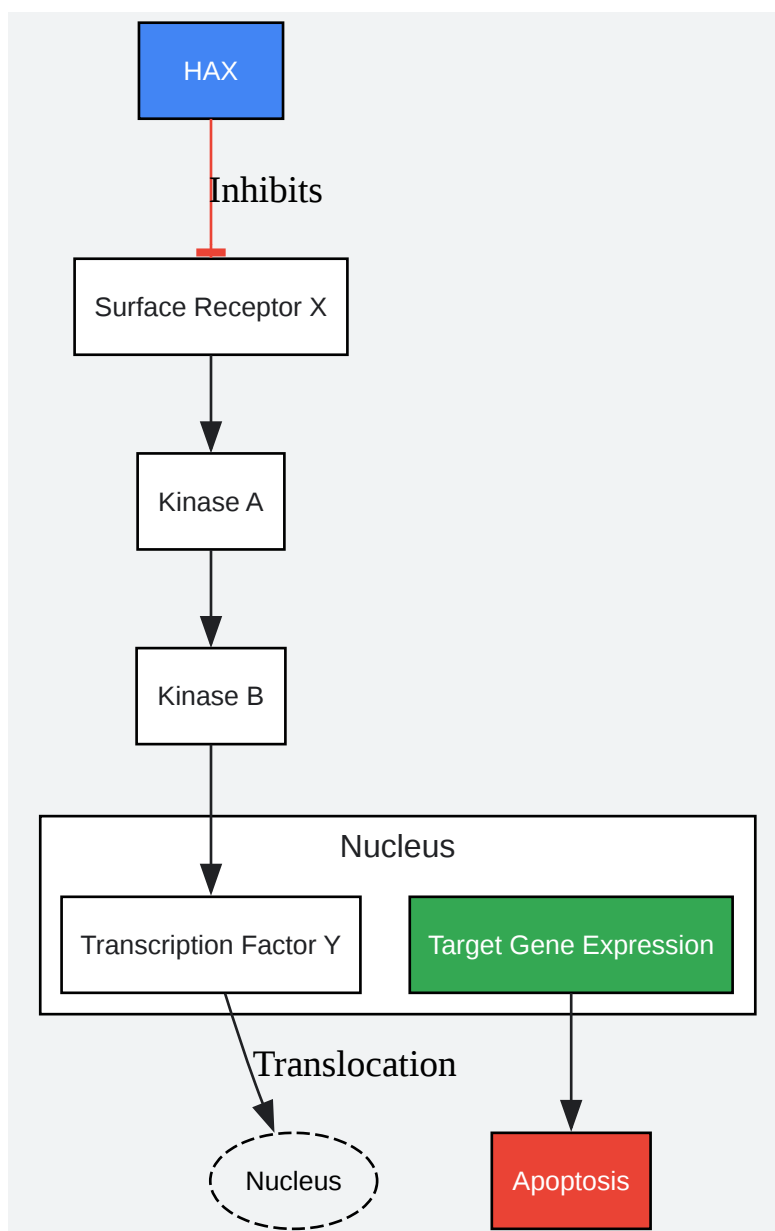 HAX
Inhibits
Surface Receptor X
Kinase A
Kinase B
Nucleus
Transcription Factor Y
Target Gene Expression
Translocation
Nucleus
Apoptosis